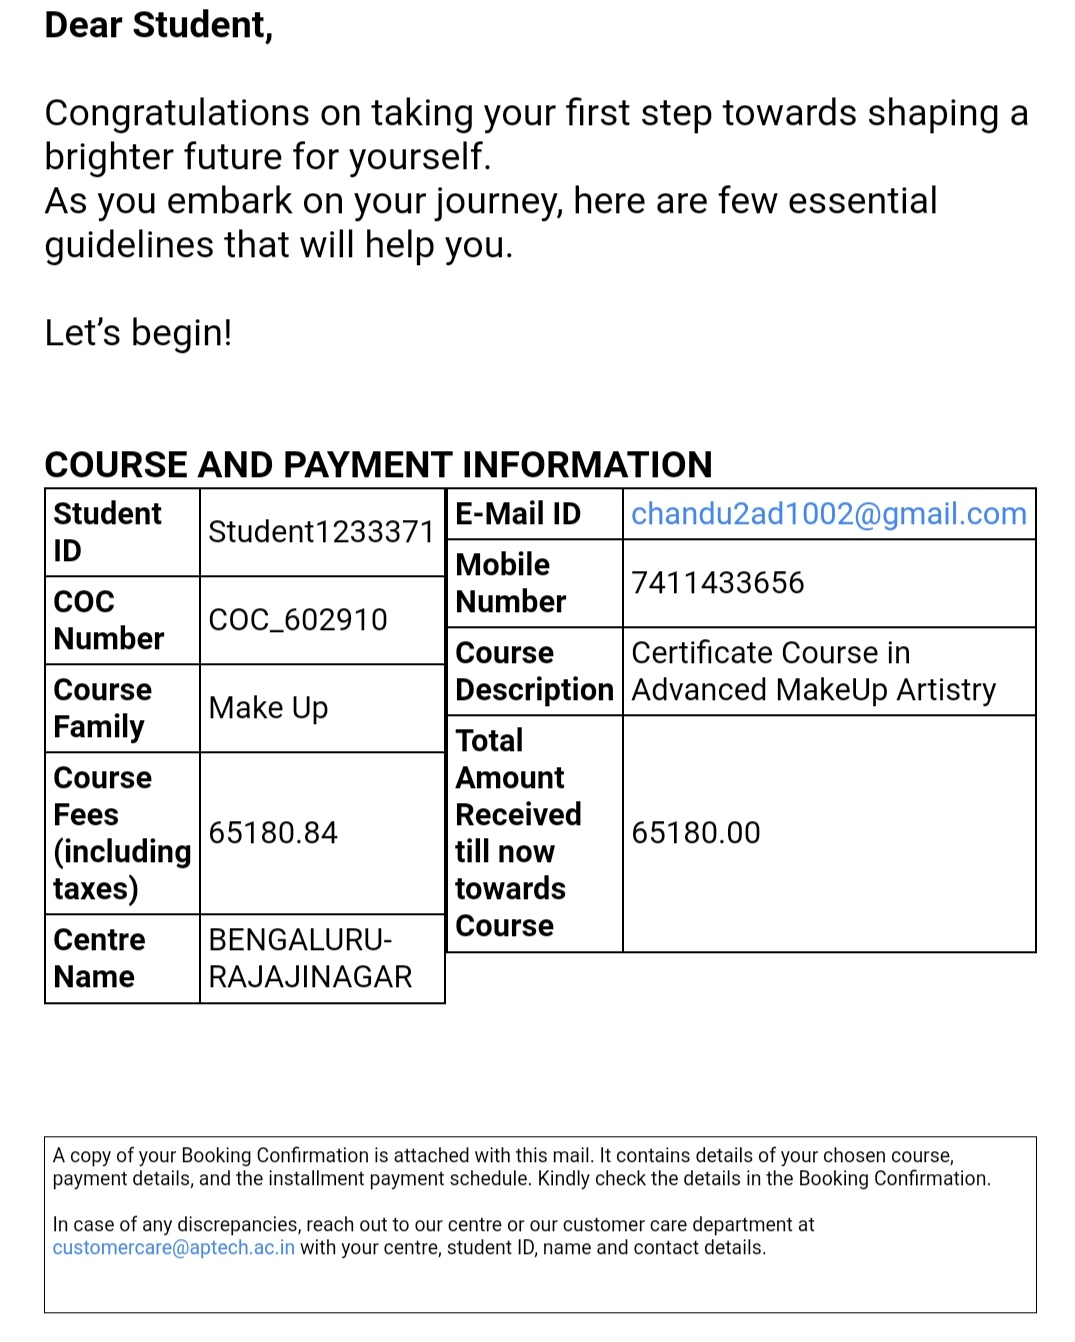 Dear Student,
Congratulations on taking your first step towards shaping a
brighter future for yourself.
As you embark on your journey, here are few essential
guidelines that will help you.
Let’s begin!
COURSE AND PAYMENT INFORMATION
Student
ID
Student1233371
COC
Number
COC_602910
Course
Family
Make Up
Course
Fees
(including
taxes)
65180.84
Centre
Name
BENGALURU-
RAJAJINAGAR
E-Mail ID
chandu2ad1002@gmail.com
Mobile
Number
7411433656
Course
Description
Certificate Course in
Advanced MakeUp Artistry
Total
Amount
Received
till now
towards
Course
65180.00
A copy of your Booking Confirmation is attached with this mail. It contains details of your chosen course,
payment details, and the installment payment schedule. Kindly check the details in the Booking Confirmation.
In case of any discrepancies, reach out to our centre or our customer care department at
customercare@aptech.ac.in with your centre, student ID, name and contact details.